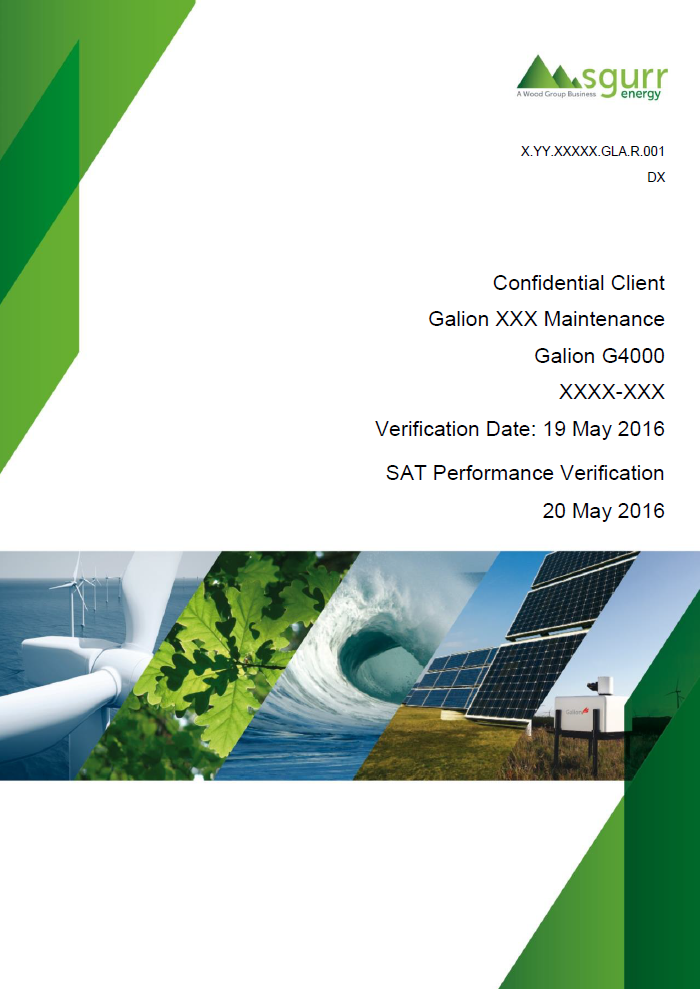 sgurr
A Wood Group Business
energy
X.YY.XXXXX.GLA.R.001
DX
Confidential Client
Galion XXX Maintenance
Galion G4000
XXXX-XXX
Verification Date: 19 May 2016
SAT Performance Verification
20 May 2016
Galion